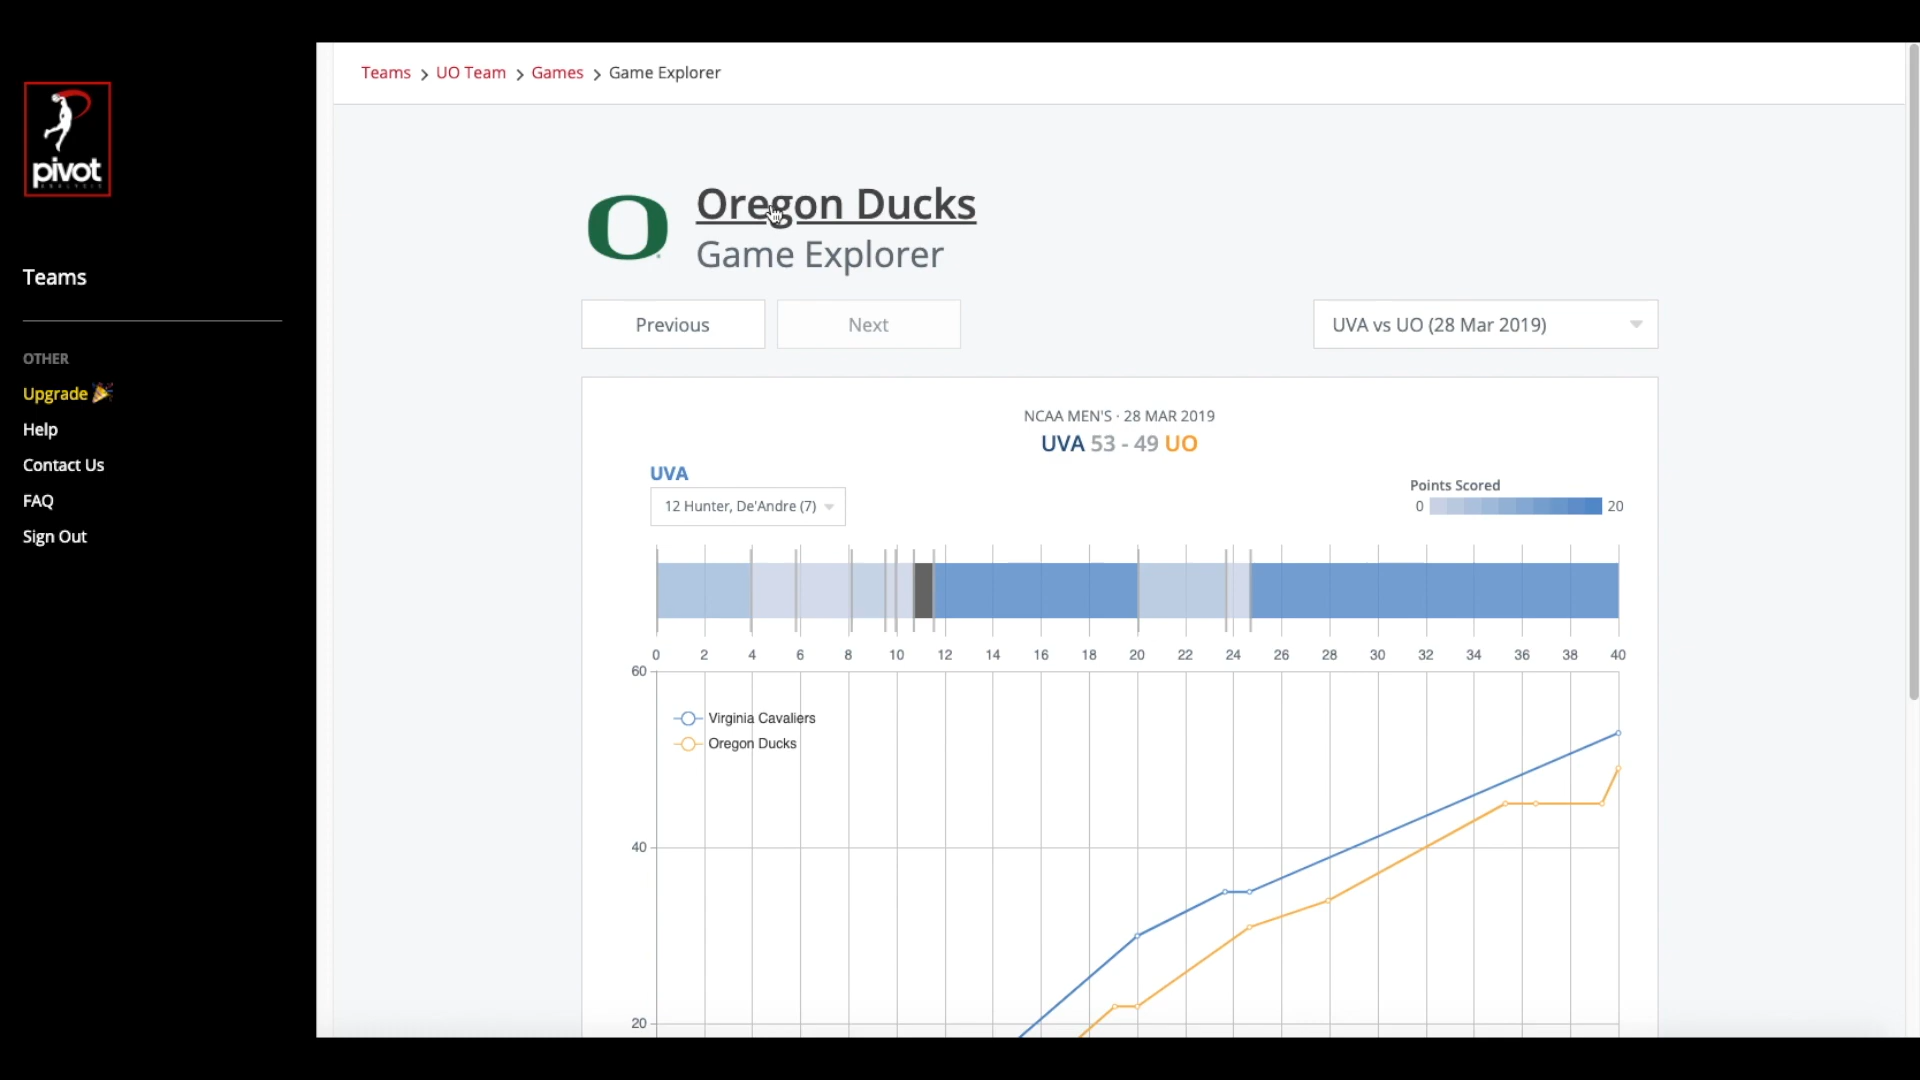 Teams > UO Team > Games > Game Explorer
pivot
ANALYSIS
Teams
OTHER
Upgrade 🎉
Help
Contact Us
FAQ
Sign Out
Oregon Ducks
Game Explorer
Previous
Next
UVA vs UO (28 Mar 2019)
NCAA MEN'S · 28 MAR 2019
UVA 53 - 49 UO
UVA
12 Hunter, De'Andre (7)
Points Scored
0 20
0 2 4 6 8 10 12 14 16 18 20 22 24 26 28 30 32 34 36 38 40
60
Virginia Cavaliers
Oregon Ducks
40
20